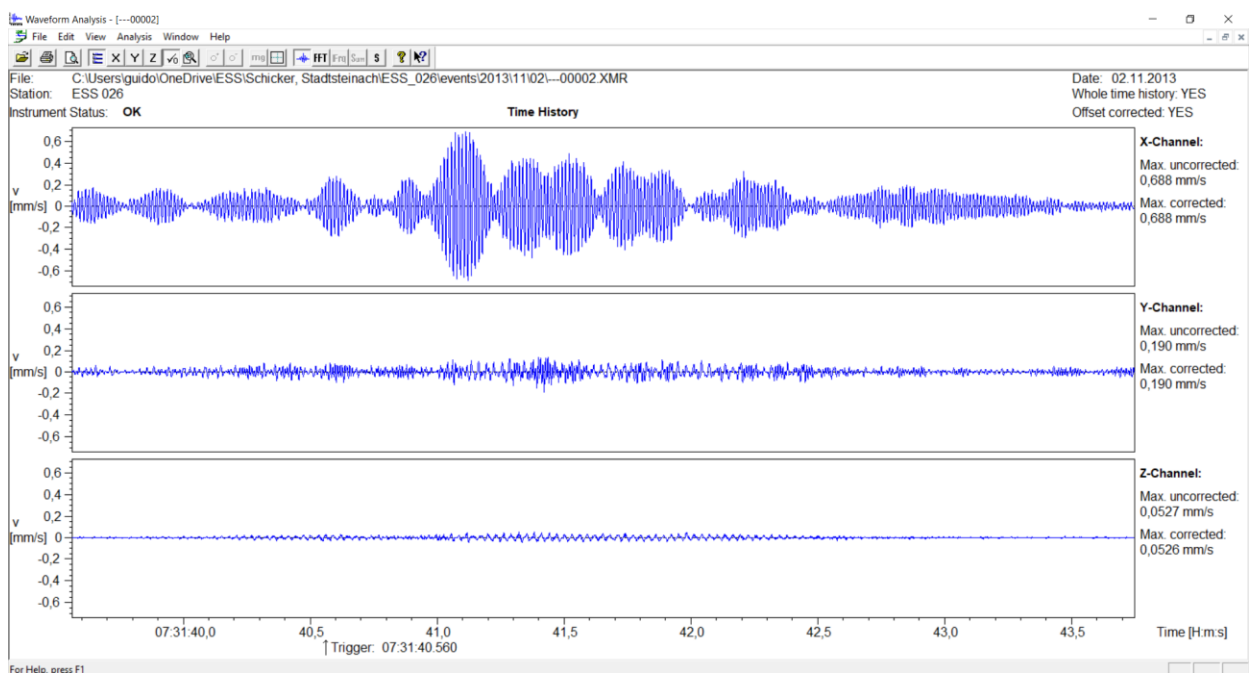 Waveform Analysis - [---00002]
File Edit View Analysis Window Help
X Y Z √o mg FFT Frq Sum S
File: C:\Users\guido\OneDrive\ESS\Schicker, Stadtsteinach\ESS_026\events\2013\11\02\---00002.XMR Date: 02.11.2013
Station: ESS 026 Whole time history: YES
Instrument Status: OK Time History Offset corrected: YES
X-Channel:
Max. uncorrected:
0,688 mm/s
Max. corrected:
0,688 mm/s
0,6
0,4
0,2
v
[mm/s] 0
-0,2
-0,4
-0,6
Y-Channel:
Max. uncorrected:
0,190 mm/s
Max. corrected:
0,190 mm/s
0,6
0,4
0,2
v
[mm/s] 0
-0,2
-0,4
-0,6
Z-Channel:
Max. uncorrected:
0,0527 mm/s
Max. corrected:
0,0526 mm/s
0,6
0,4
0,2
v
[mm/s] 0
-0,2
-0,4
-0,6
07:31:40,0 40,5 41,0 41,5 42,0 42,5 43,0 43,5 Time [H:m:s]
↑Trigger: 07:31:40.560
For Help, press F1